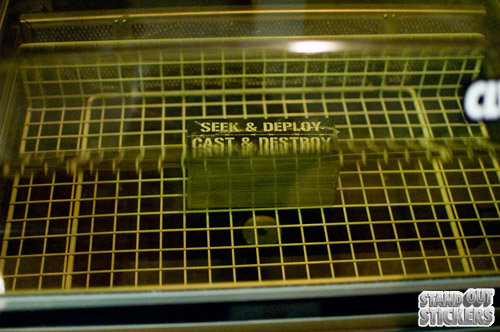 SEEK & DEPLOY
CAST & DESTROY
STAND OUT
STICKERS